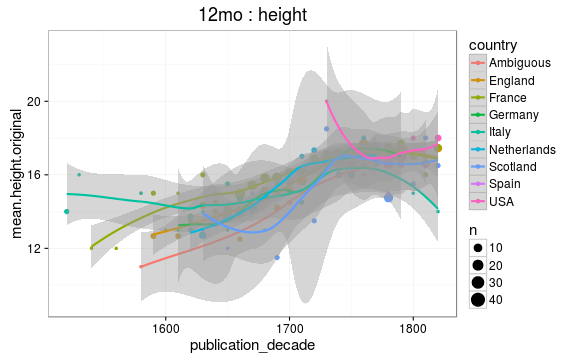 12mo : height
mean.height.original
20
16
12
1600
1700
1800
publication_decade
country
Ambiguous
England
France
Germany
Italy
Netherlands
Scotland
Spain
USA
n
10
20
30
40